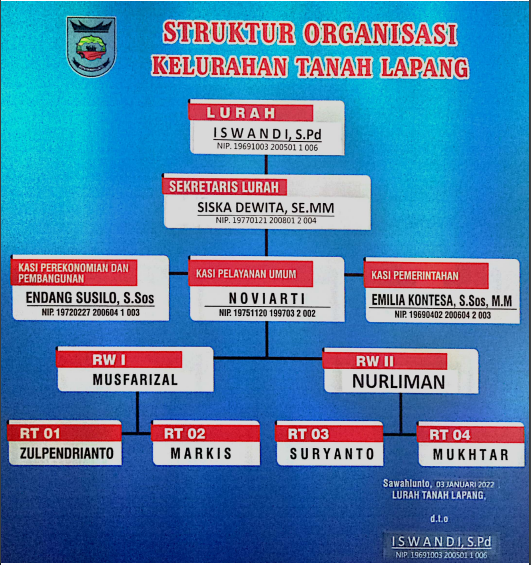 STRUKTUR ORGANISASI
KELURAHAN TANAH LAPANG
LURAH
ISWANDI, S.Pd
NIP. 19691003 200501 1 006
SEKRETARIS LURAH
SISKA DEWITA, SE.MM
NIP. 19770121 200801 2 004
KASI PEREKONOMIAN DAN
PEMBANGUNAN
ENDANG SUSILO, S.Sos
NIP. 19720227 200604 1 003
KASI PELAYANAN UMUM
NOVIARTI
NIP. 19751120 199703 2 002
KASI PEMERINTAHAN
EMILIA KONTESA, S.Sos, M.M
NIP. 19690402 200604 2 003
RW I
MUSFARIZAL
RW II
NURLIMAN
RT 01
ZULPENDRIANTO
RT 02
MARKIS
RT 03
SURYANTO
RT 04
MUKHTAR
Sawahlunto, 03 JANUARI 2022
LURAH TANAH LAPANG,
d.t.o
ISWANDI, S.Pd
NIP. 19691003 200501 1 006